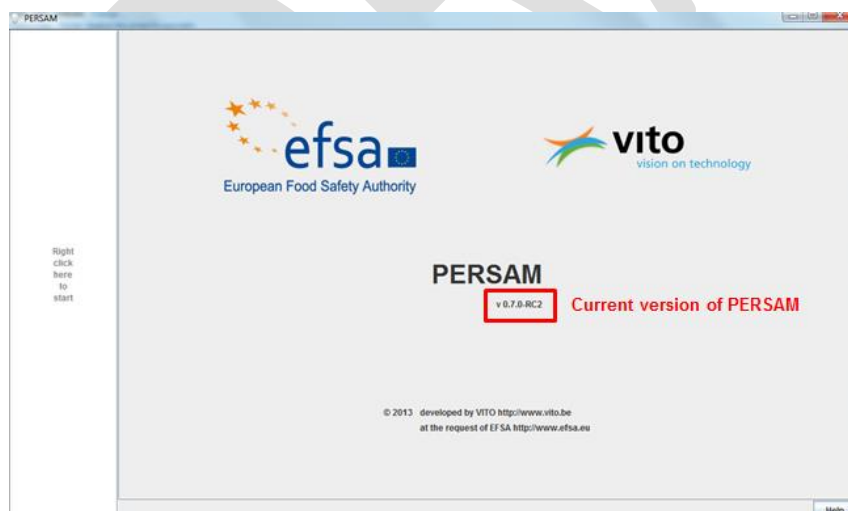 PERSAM
efsa
European Food Safety Authority
vito
vision on technology
Right
click
here
to
start
PERSAM
v 0.7.0-RC2
Current version of PERSAM
© 2013 developed by VITO http://www.vito.be
at the request of EFSA http://www.efsa.eu
Help